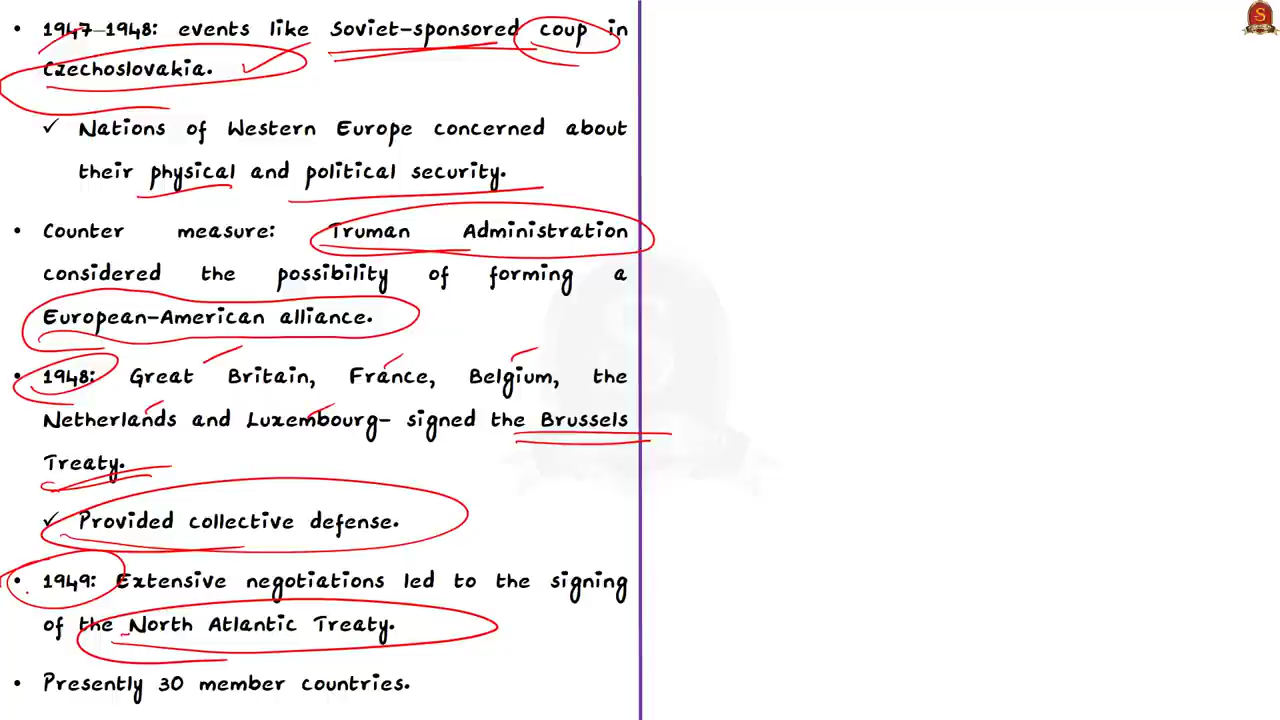 • 1947–1948: events like Soviet-sponsored coup in
Czechoslovakia.
✓ Nations of Western Europe concerned about
their physical and political security.
• Counter measure: Truman Administration
considered the possibility of forming a
European-American alliance.
• 1948: Great Britain, France, Belgium, the
Netherlands and Luxembourg- signed the Brussels
Treaty.
✓ Provided collective defense.
• 1949: Extensive negotiations led to the signing
of the North Atlantic Treaty.
• Presently 30 member countries.